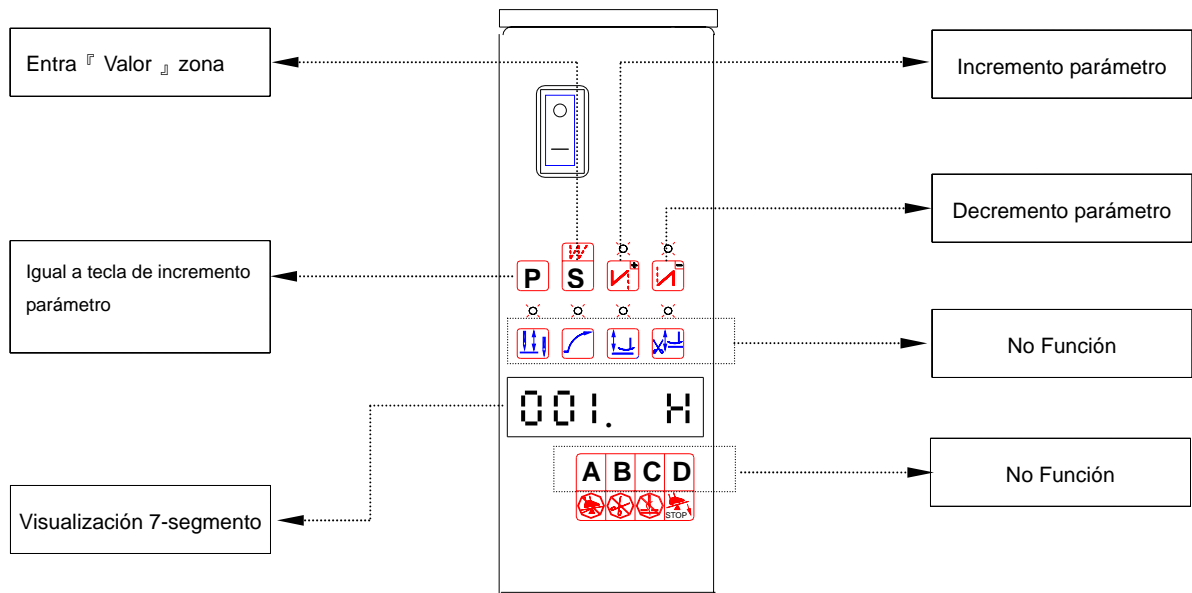 Entra『 Valor 』zona
Incremento parámetro
Decremento parámetro
Igual a tecla de incremento
parámetro
P
S
+
-
No Función
001. H
A B C D
STOP
No Función
Visualización 7-segmento